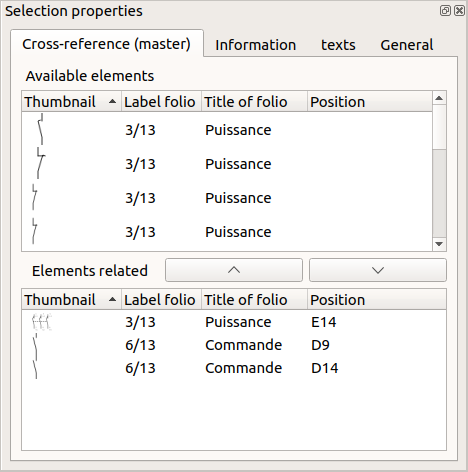 Selection properties
Cross-reference (master) Information texts General
Available elements
Thumbnail Label folio Title of folio Position
3/13 Puissance
3/13 Puissance
3/13 Puissance
3/13 Puissance
Elements related
Thumbnail Label folio Title of folio Position
3/13 Puissance E14
6/13 Commande D9
6/13 Commande D14